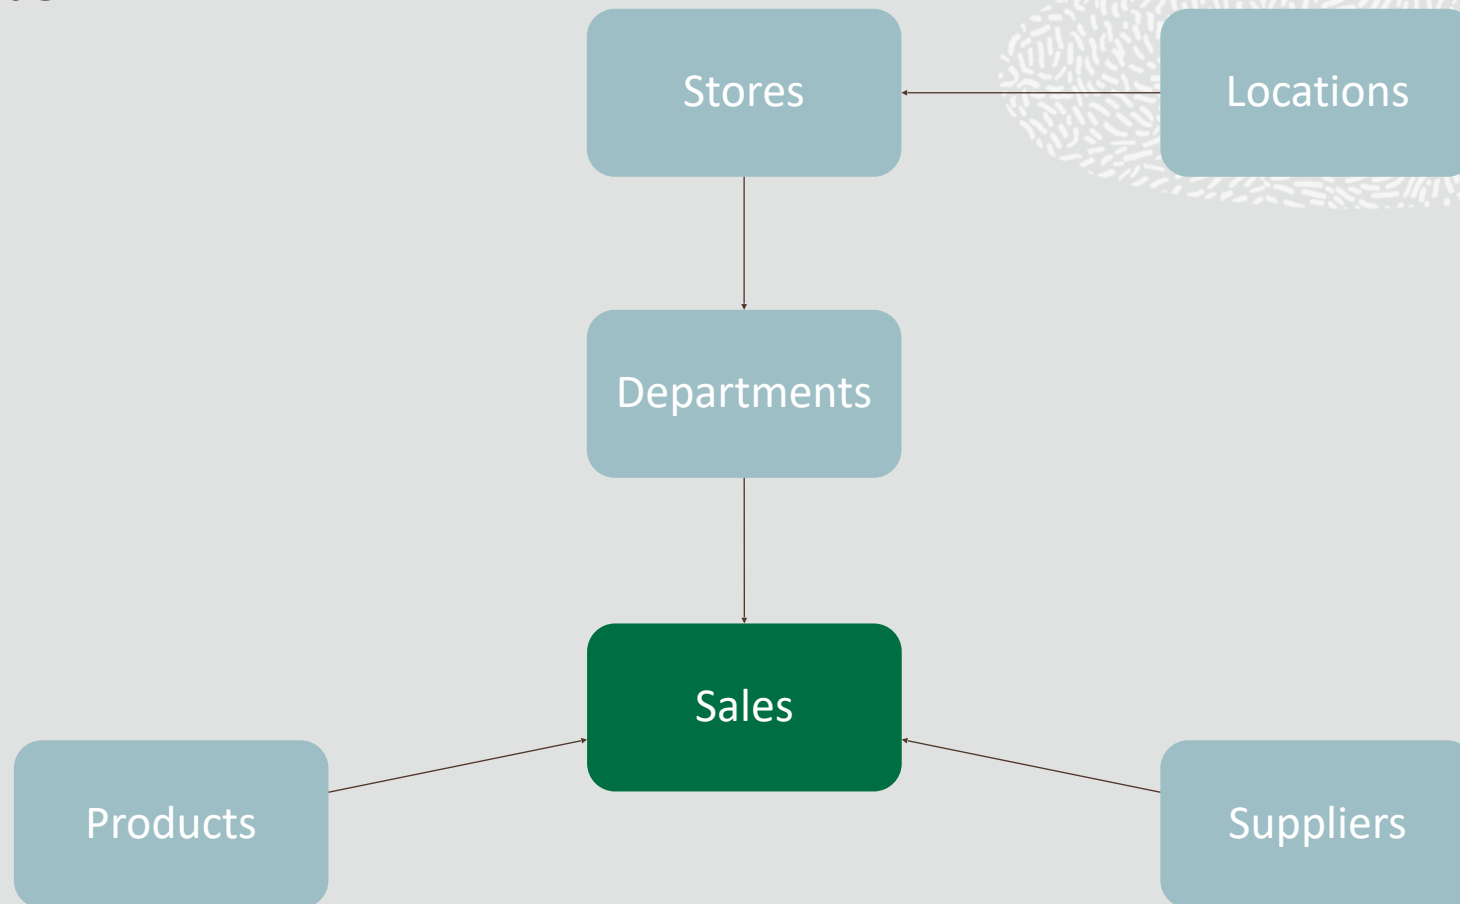 Stores
Locations
Departments
Sales
Products
Suppliers